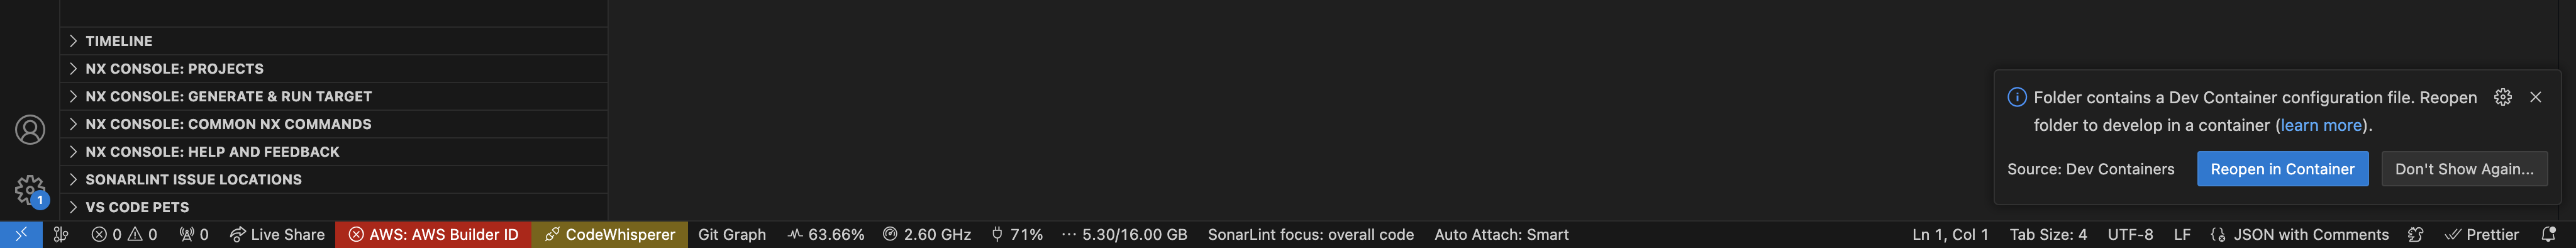 TIMELINE
NX CONSOLE: PROJECTS
NX CONSOLE: GENERATE & RUN TARGET
NX CONSOLE: COMMON NX COMMANDS
NX CONSOLE: HELP AND FEEDBACK
SONARLINT ISSUE LOCATIONS
VS CODE PETS
1
Folder contains a Dev Container configuration file. Reopen
folder to develop in a container (learn more).
Source: Dev Containers Reopen in Container Don't Show Again...
0 0 0 Live Share AWS: AWS Builder ID CodeWhisperer Git Graph 63.66% 2.60 GHz 71% 5.30/16.00 GB SonarLint focus: overall code Auto Attach: Smart Ln 1, Col 1 Tab Size: 4 UTF-8 LF JSON with Comments Prettier